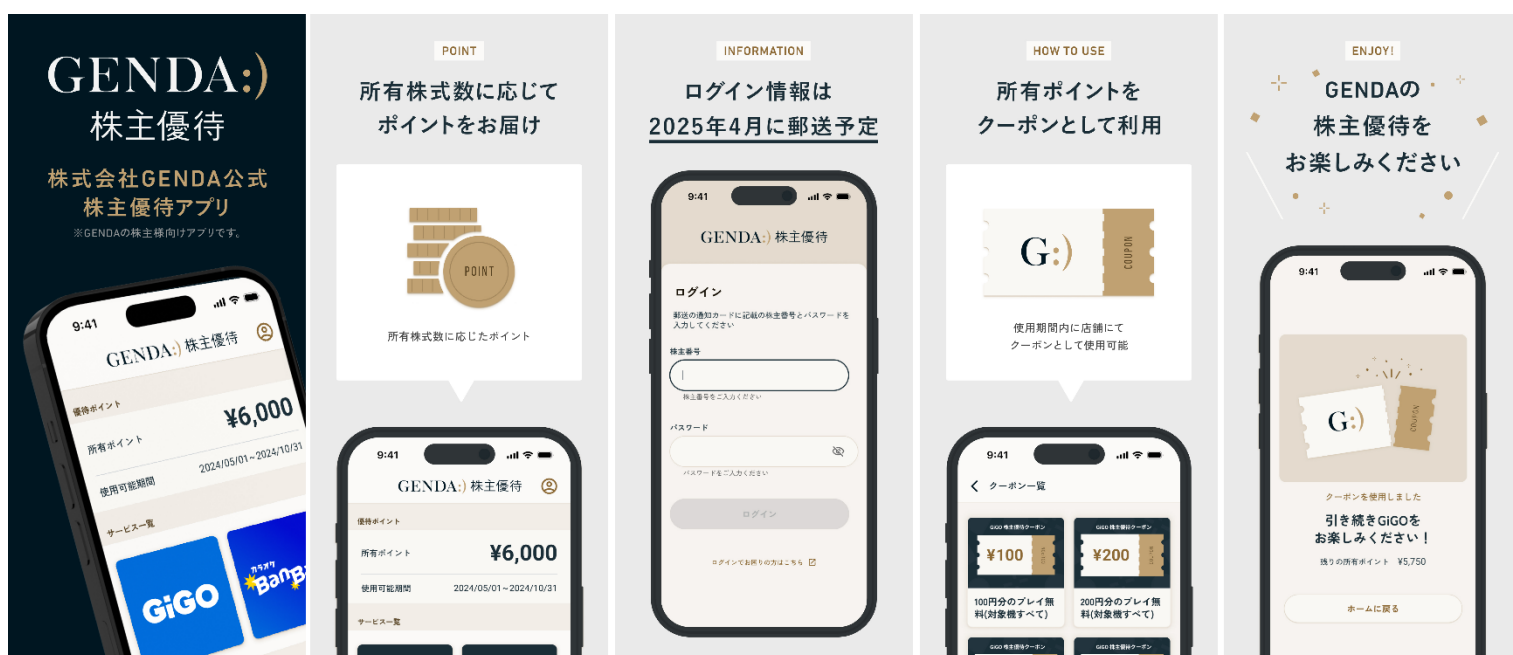 GENDA:)
株主優待
株式会社GENDA公式
株主優待アプリ
※GENDAの株主様向けアプリです。
9:41
GENDA:) 株主優待
優待ポイント
所有ポイント
¥6,000
使用可能期間
2024/05/01~2024/10/31
サービス一覧
GiGO
カラオケ
BanB
POINT
所有株式数に応じて
ポイントをお届け
POINT
所有株式数に応じたポイント
9:41
GENDA:) 株主優待
優待ポイント
所有ポイント
¥6,000
使用可能期間
2024/05/01~2024/10/31
サービス一覧
INFORMATION
ログイン情報は
2025年4月に郵送予定
9:41
GENDA:) 株主優待
ログイン
郵送の通知カードに記載の株主番号とパスワードを
入力してください
株主番号
株主番号をご入力ください
パスワード
パスワードをご入力ください
ログイン
ログインでお困りの方はこちら
HOW TO USE
所有ポイントを
クーポンとして利用
G:)
COUPON
使用期間内に店舗にて
クーポンとして使用可能
9:41
クーポン一覧
GiGO 株主優待クーポン
¥100
COUPON
100円分のプレイ無
料(対象機すべて)
GiGO 株主優待クーポン
¥200
COUPON
200円分のプレイ無
料(対象機すべて)
GiGO 株主優待クーポン
GiGO 株主優待クーポン
ENJOY!
GENDAの
株主優待を
お楽しみください
9:41
G:)
COUPON
クーポンを使用しました
引き続きGiGOを
お楽しみください！
残りの所有ポイント ¥5,750
ホームに戻る